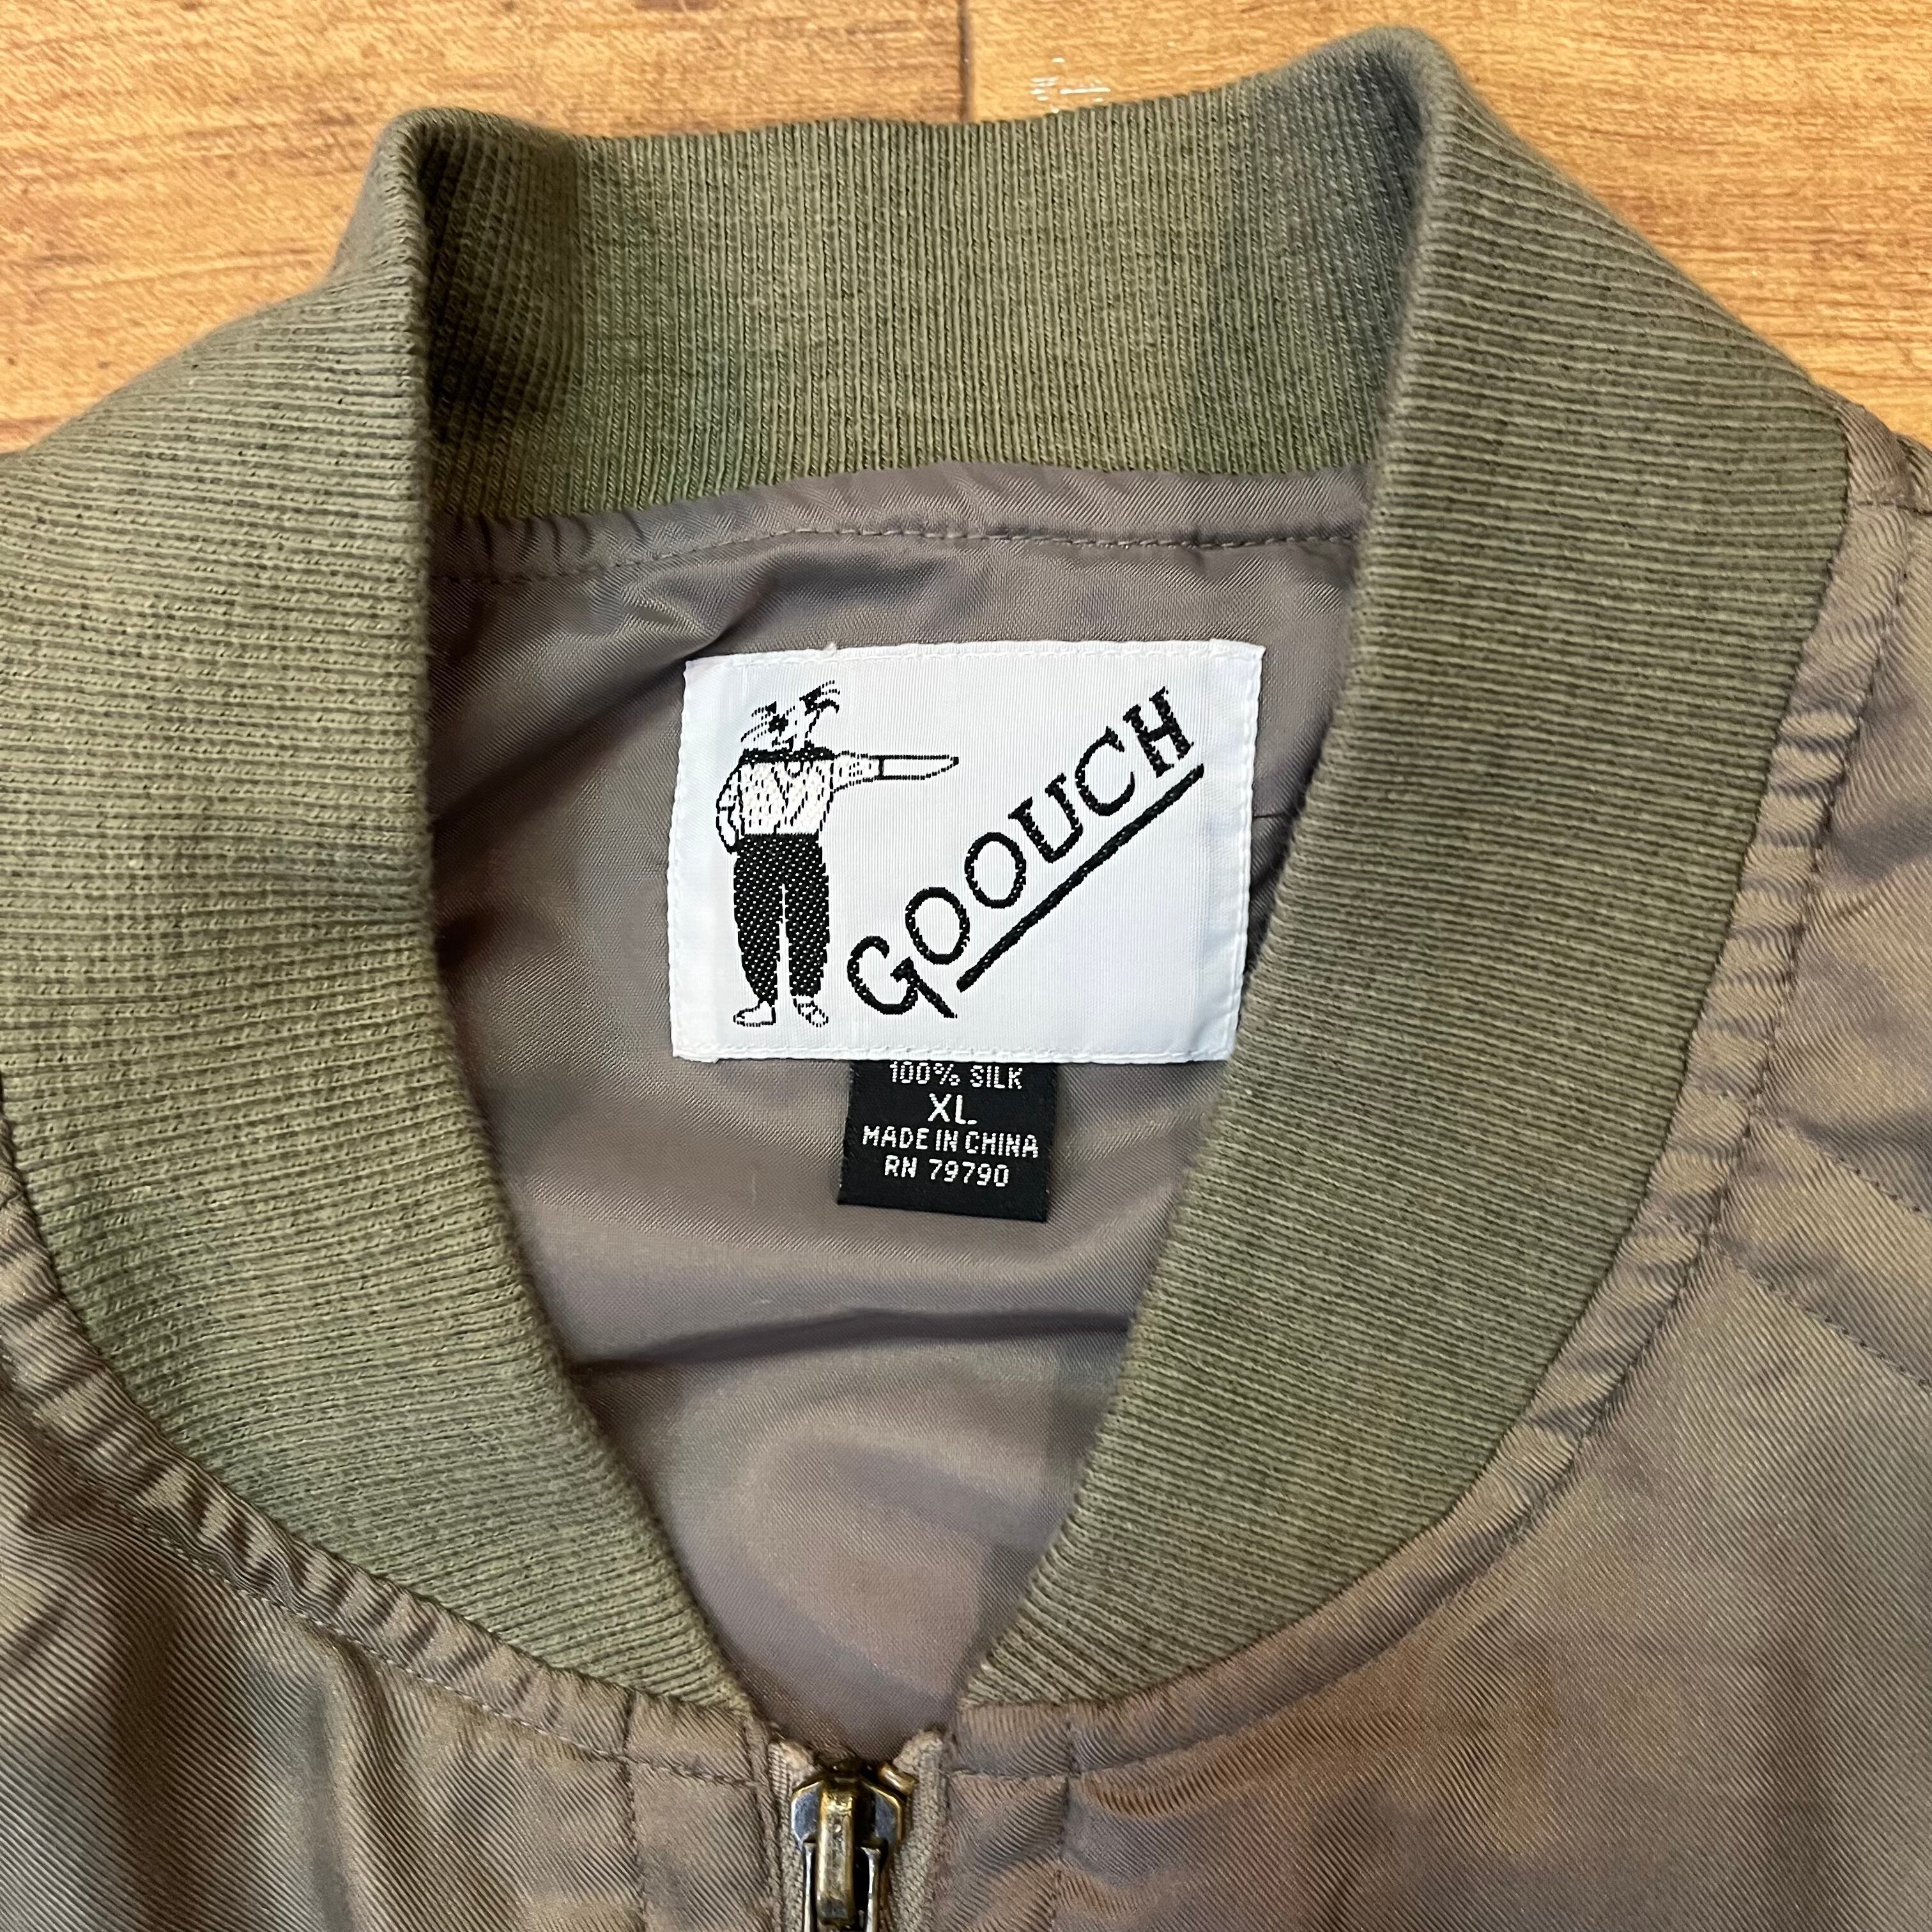 GOOUCH
100% SILK
XL
MADE IN CHINA
RN 79790